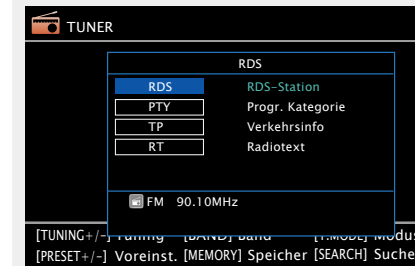 TUNER
RDS
RDS RDS-Station
PTY Progr. Kategorie
TP Verkehrsinfo
RT Radiotext
FM 90.10MHz
[TUNING+/-] Tuning [BAND] Band [T.MODE] Modus
[PRESET+/-] Voreinst. [MEMORY] Speicher [SEARCH] Suche